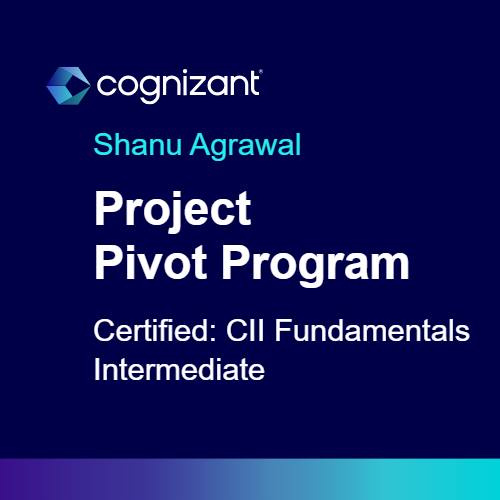 cognizant®
Shanu Agrawal
Project
Pivot Program
Certified: CII Fundamentals
Intermediate